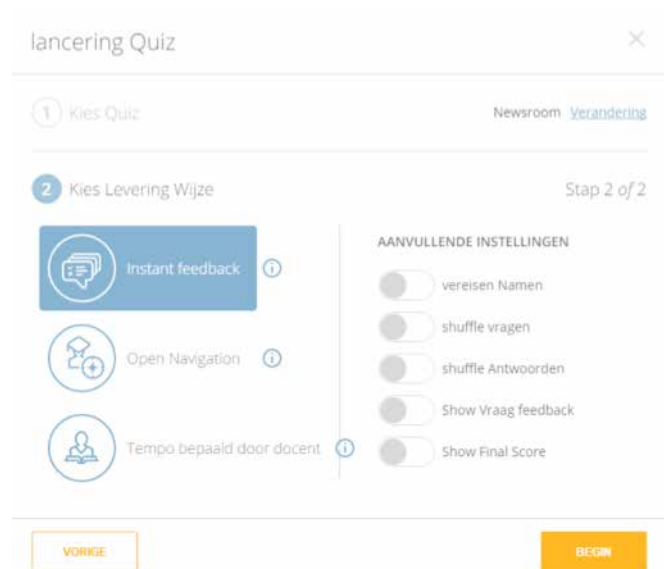 lancering Quiz
1 Kies Quiz
Newsroom Verandering
2 Kies Levering Wijze
Stap 2 of 2
Instant feedback
Open Navigation
Tempo bepaald door docent
AANVULLENDE INSTELLINGEN
vereisen Namen
shuffle vragen
shuffle Antwoorden
Show Vraag feedback
Show Final Score
VORIGE
BEGIN